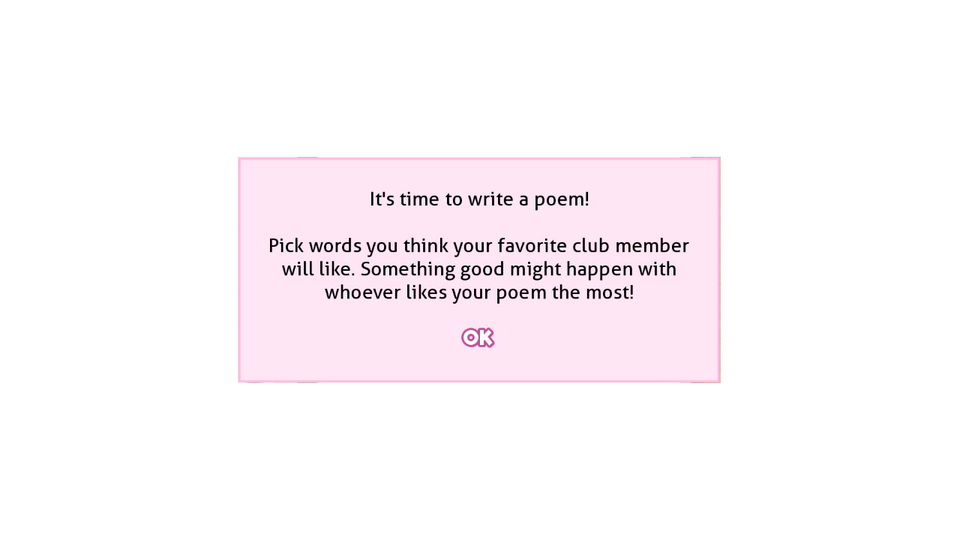 It's time to write a poem!
Pick words you think your favorite club member
will like. Something good might happen with
whoever likes your poem the most!
OK